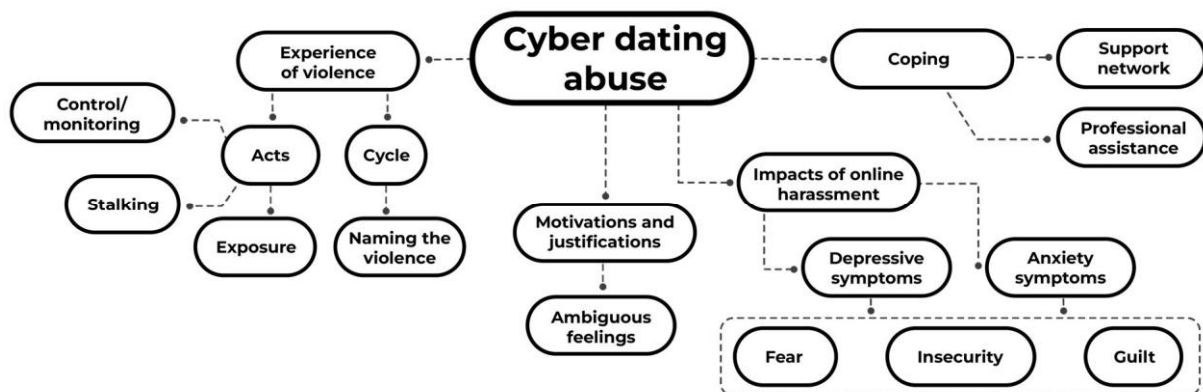 Cyber dating
abuse
Experience
of violence
Control/
monitoring
Acts
Cycle
Stalking
Exposure
Naming the
violence
Motivations and
justifications
Ambiguous
feelings
Coping
Support
network
Professional
assistance
Impacts of online
harassment
Depressive
symptoms
Anxiety
symptoms
Fear
Insecurity
Guilt